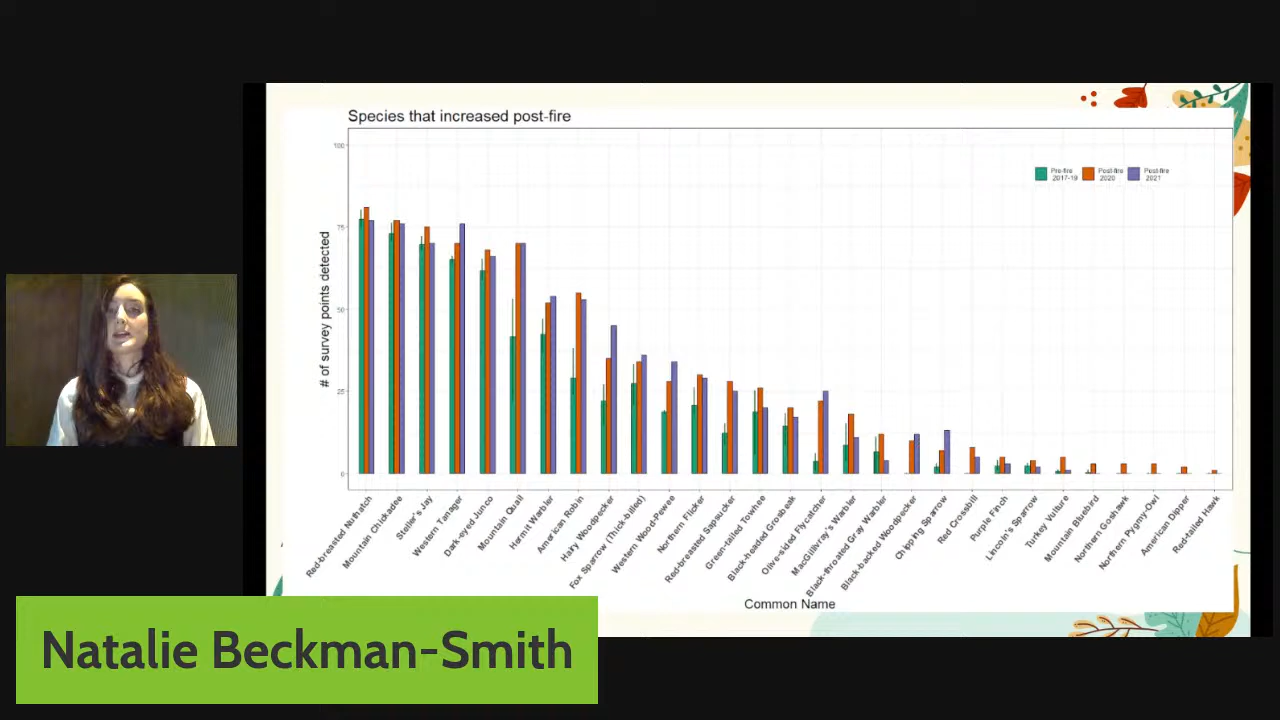 Species that increased post-fire
100
75
50
25
0
# of survey points detected
Pre-fire
2017-19
Post-fire
2020
Post-fire
2021
Red-breasted Nuthatch
Mountain Chickadee
Steller's Jay
Western Tanager
Dark-eyed Junco
Mountain Quail
Hermit Warbler
American Robin
Hairy Woodpecker
Fox Sparrow (Thick-billed)
Western Wood-Pewee
Northern Flicker
Red-breasted Sapsucker
Green-tailed Towhee
Black-headed Grosbeak
Olive-sided Flycatcher
MacGillivray's Warbler
Black-throated Gray Warbler
Black-backed Woodpecker
Chipping Sparrow
Red Crossbill
Purple Finch
Lincoln's Sparrow
Turkey Vulture
Mountain Bluebird
Northern Goshawk
Northern Pygmy-Owl
American Dipper
Red-tailed Hawk
Common Name
Natalie Beckman-Smith